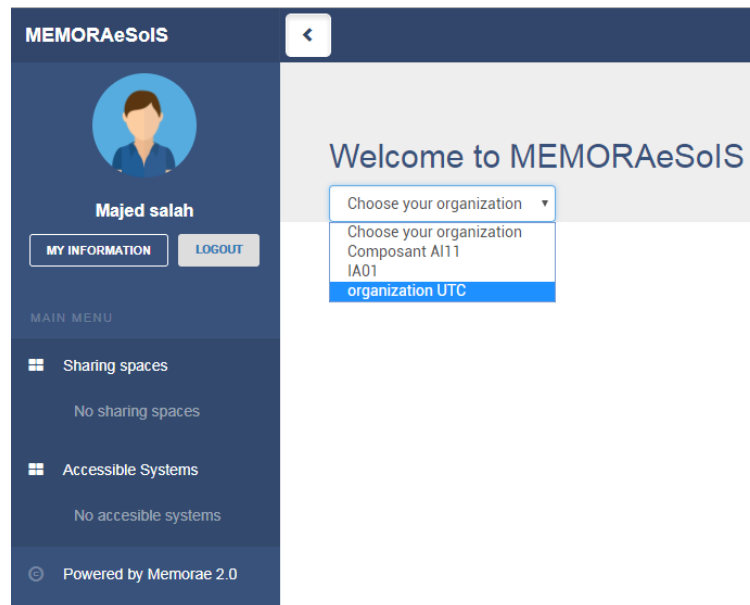 MEMORAeSoIS
Welcome to MEMORAeSoIS
Majed salah
MY INFORMATION
LOGOUT
Choose your organization
Choose your organization
Composant AI11
IA01
organization UTC
MAIN MENU
Sharing spaces
No sharing spaces
Accessible Systems
No accesible systems
Powered by Memorae 2.0